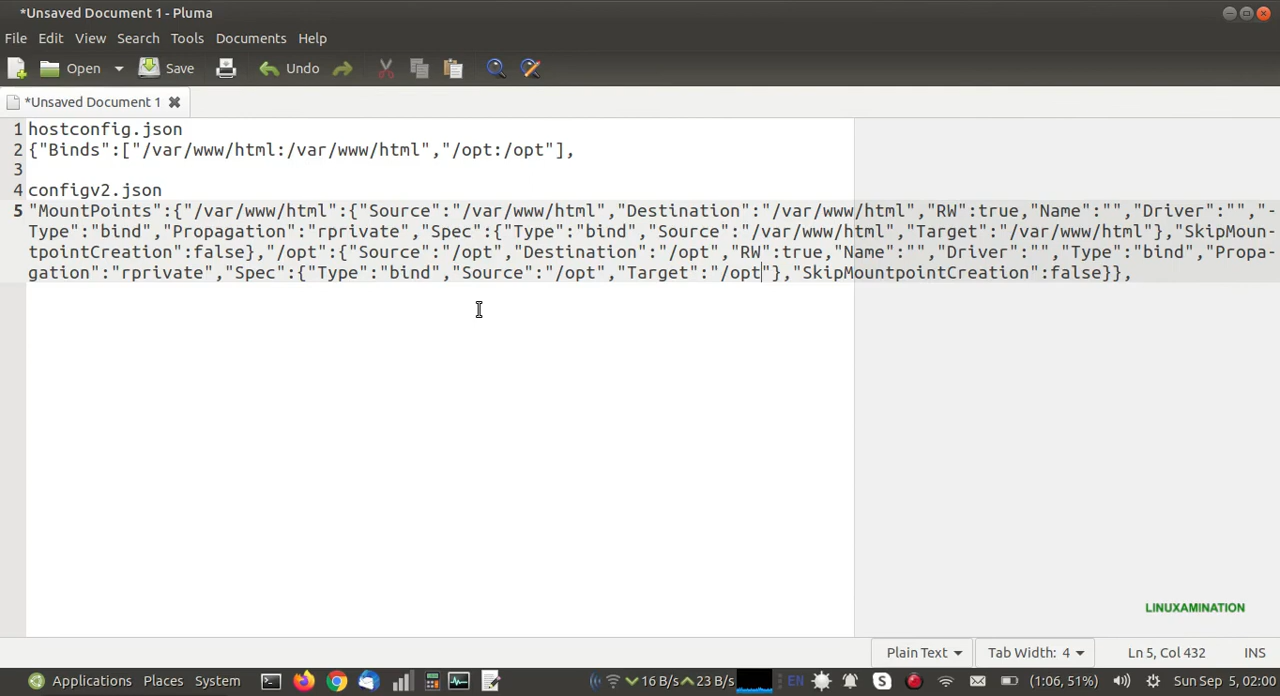 *Unsaved Document 1 - Pluma
File Edit View Search Tools Documents Help
Open Save Undo
*Unsaved Document 1
1 hostconfig.json
2 {"Binds":["/var/www/html:/var/www/html","/opt:/opt"],
3
4 configv2.json
5 "MountPoints":{"/var/www/html":{"Source":"/var/www/html","Destination":"/var/www/html","RW":true,"Name":"","Driver":"","-
Type":"bind","Propagation":"rprivate","Spec":{"Type":"bind","Source":"/var/www/html","Target":"/var/www/html"},"SkipMoun-
tpointCreation":false},"/opt":{"Source":"/opt","Destination":"/opt","RW":true,"Name":"","Driver":"","Type":"bind","Propa-
gation":"rprivate","Spec":{"Type":"bind","Source":"/opt","Target":"/opt"},"SkipMountpointCreation":false}},
LINUXAMINATION
Plain Text Tab Width: 4 Ln 5, Col 432 INS
Applications Places System 16 B/s 23 B/s EN (1:06, 51%) Sun Sep 5, 02:00